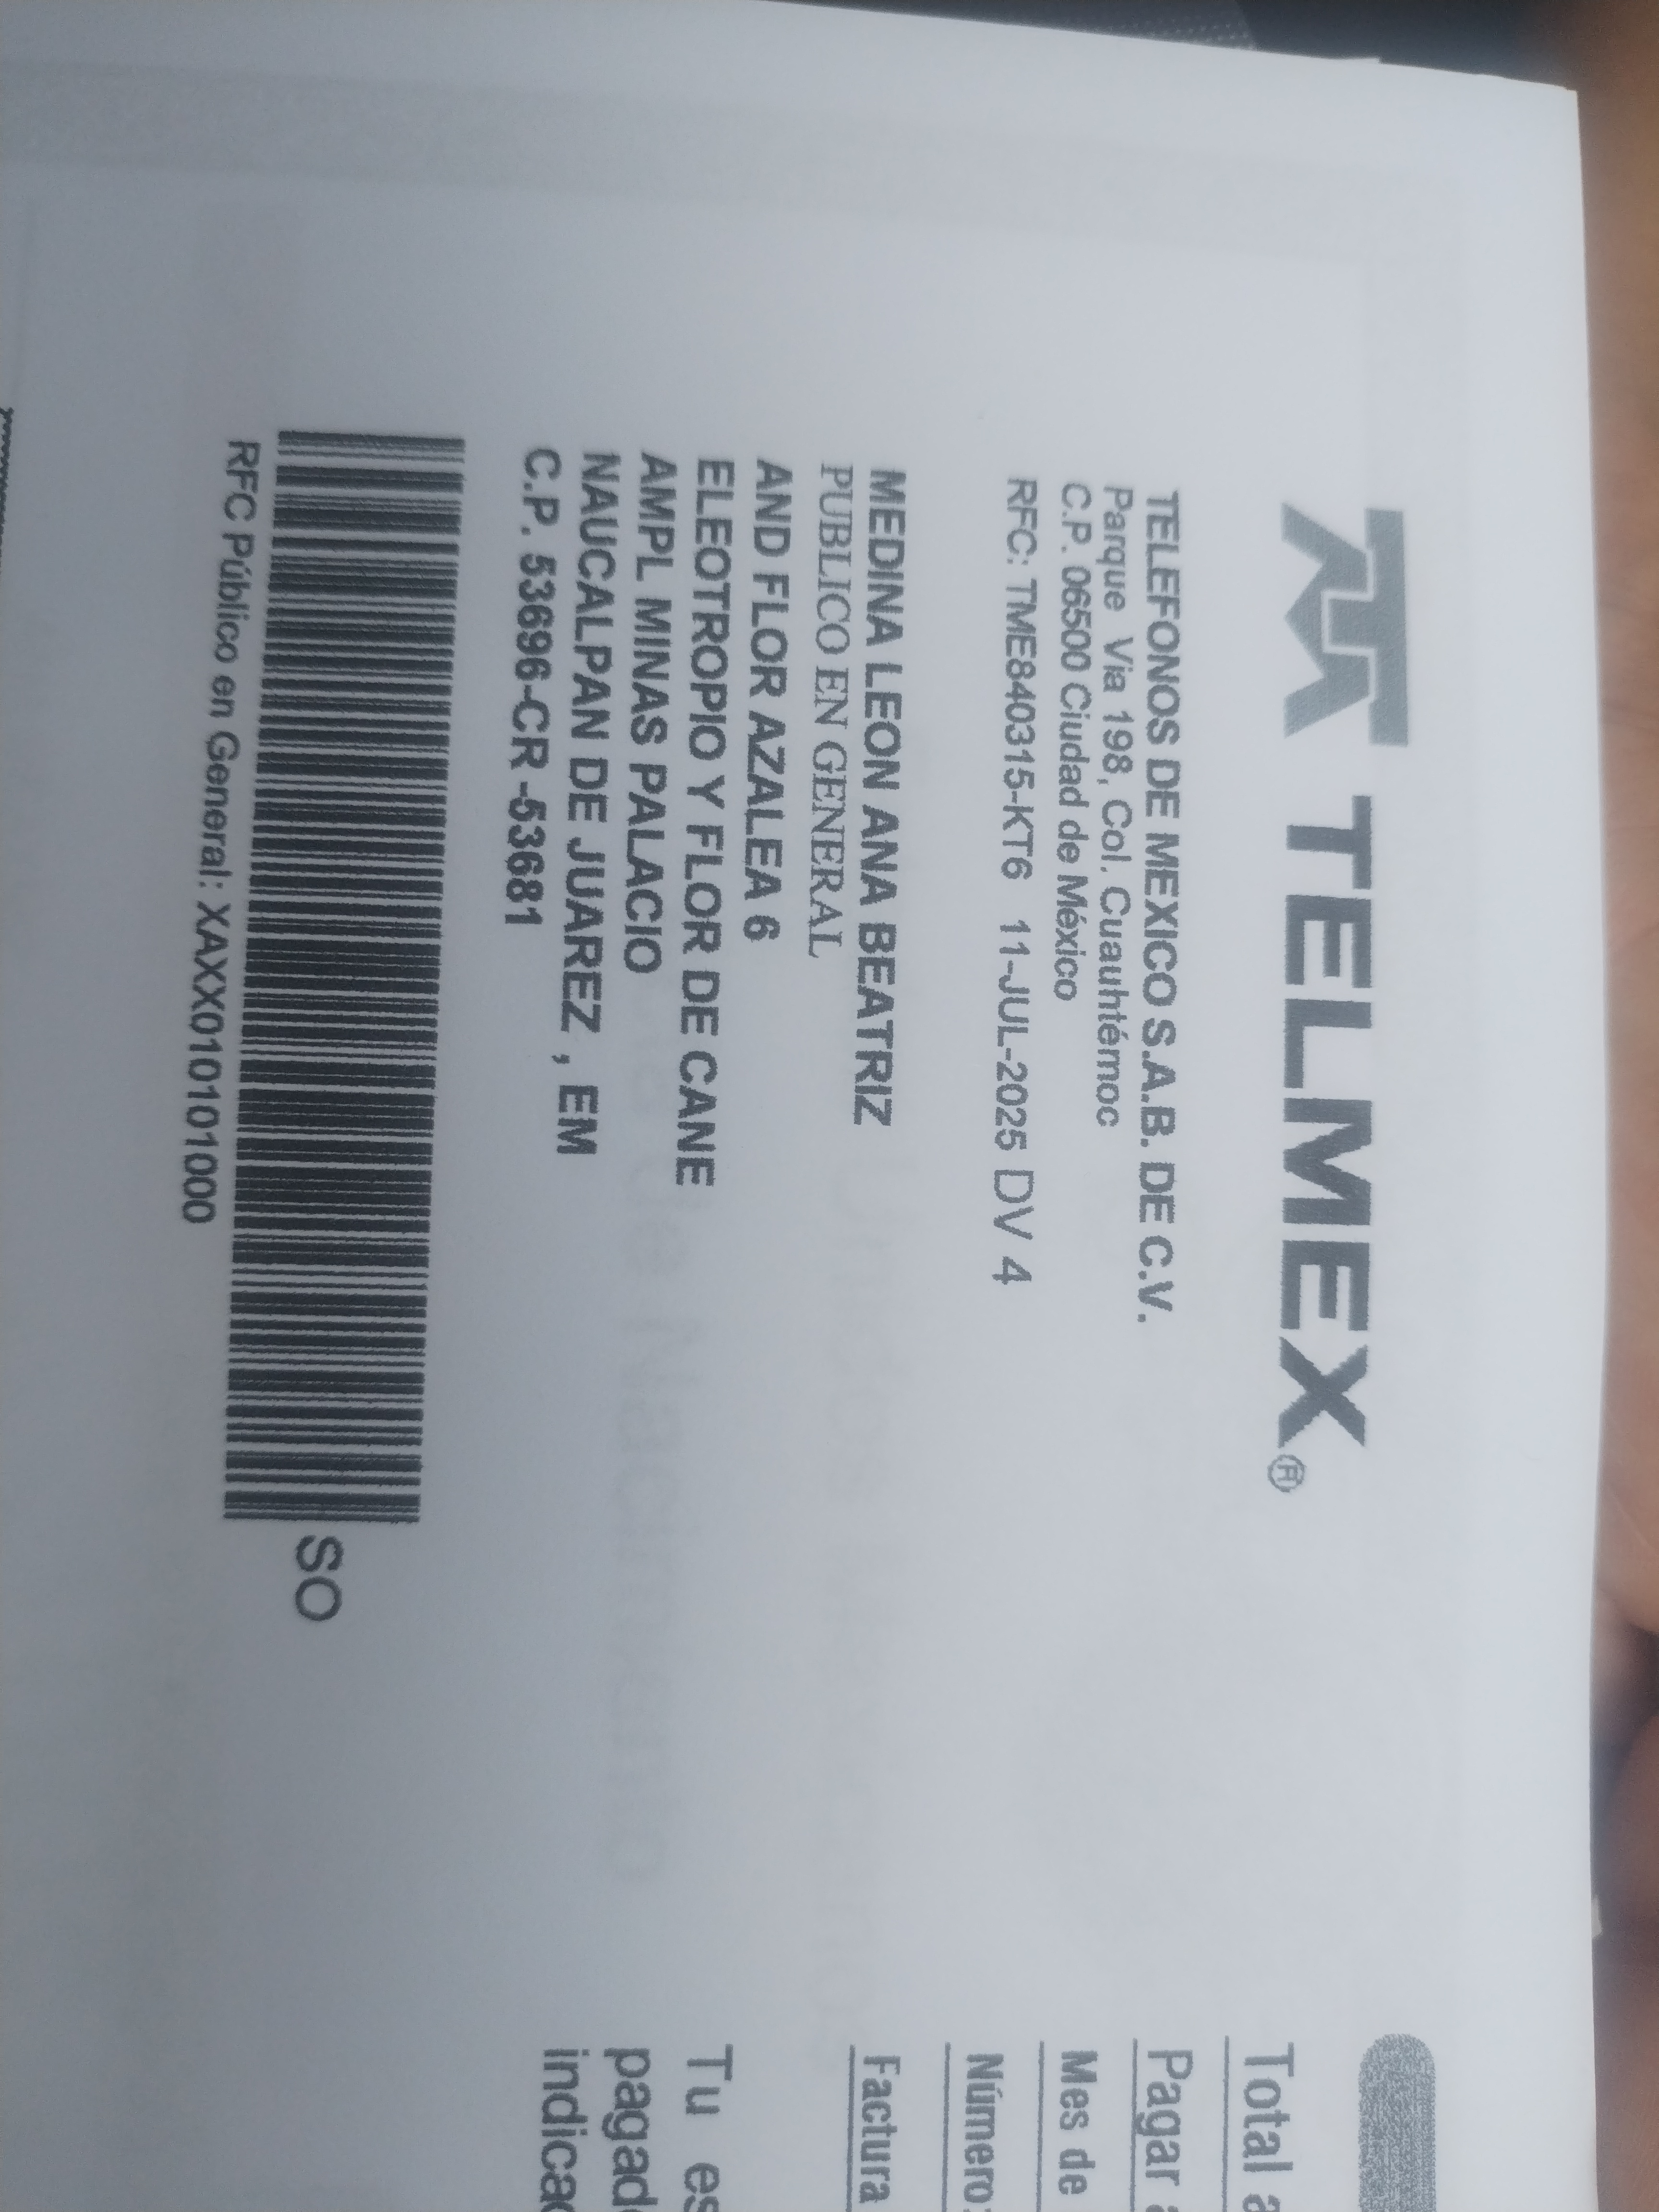 TELMEX®
TELEFONOS DE MEXICO S.A.B. DE C.V.
Parque Via 198, Col. Cuauhtémoc
C.P. 06500 Ciudad de México
RFC: TME840315-KT6 11-JUL-2025 DV 4
MEDINA LEON ANA BEATRIZ
PUBLICO EN GENERAL
AND FLOR AZALEA 6
ELEOTROPIO Y FLOR DE CANE
AMPL MINAS PALACIO
NAUCALPAN DE JUAREZ , EM
C.P. 53696-CR -53681
SO
RFC Público en General: XAXX010101000
Total a
Pagar a
Mes de
Número:
Factura
Tu es
pagad
indica